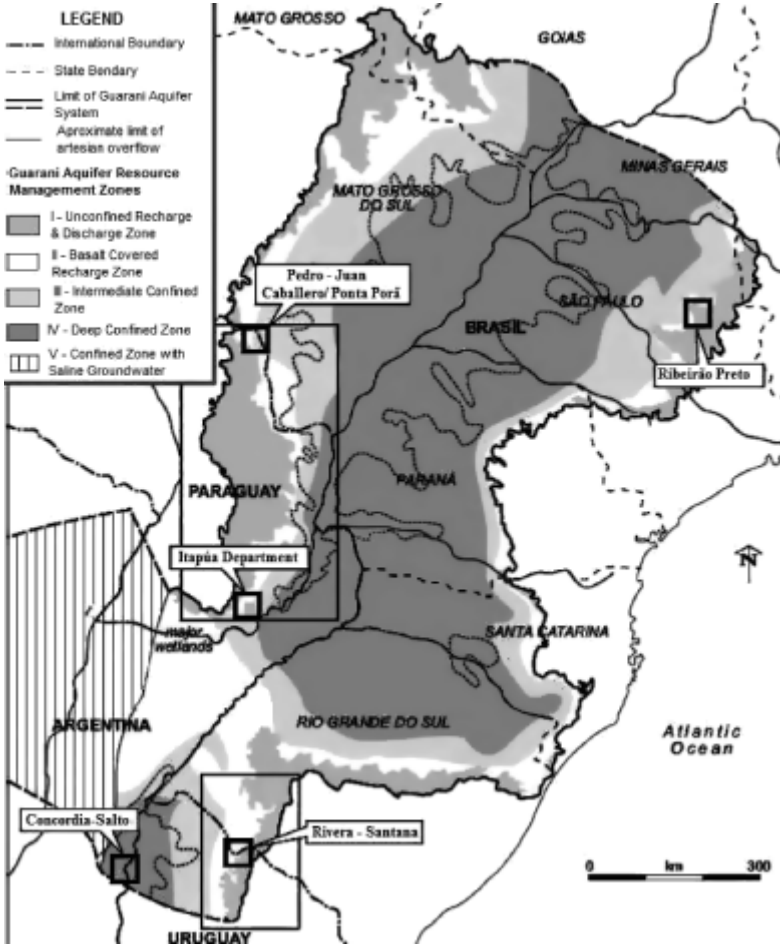 LEGEND
International Boundary
State Bendary
Limit of Guarani Aquifer
System
Aproximate limit of
artesian overflow
Guarani Aquifer Resource
Management Zones
I - Unconfined Recharge
& Discharge Zone
II - Basalt Covered
Recharge Zone
III - Intermediate Confined
Zone
IV - Deep Confined Zone
V - Confined Zone with
Saline Groundwater
MATO GROSSO
GOIAS
MINAS GERAIS
MATO GROSSO
DO SUL
Pedro - Juan
Caballero/ Ponta Porã
SÃO PAULO
BRASIL
Ribeirão Preto
PARANÁ
PARAGUAY
Itapúa Department
N
major
wetlanos
SANTA CATARINA
ARGENTINA
RIO GRANDE DO SUL
Atlantic
Ocean
Concordia-Salto
Rivera - Santana
0 km 300
URUGUAY